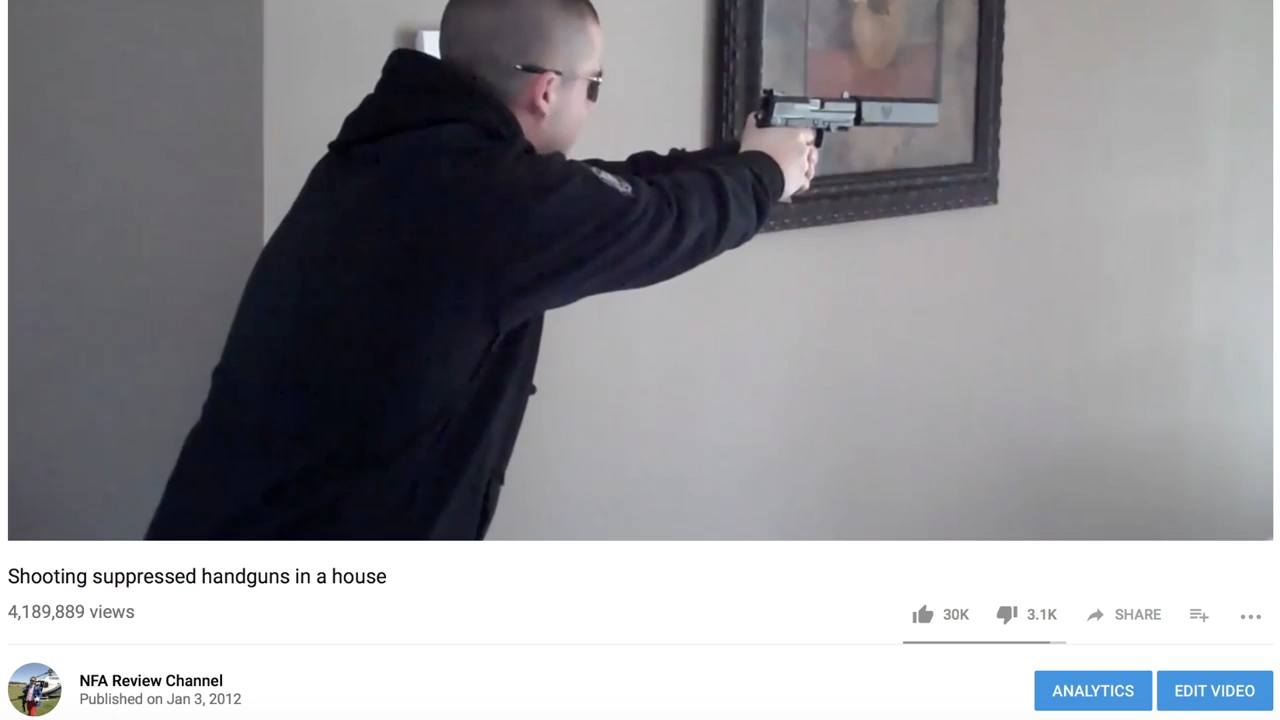 Shooting suppressed handguns in a house
4,189,889 views
30K 3.1K SHARE
NFA Review Channel
Published on Jan 3, 2012
ANALYTICS EDIT VIDEO